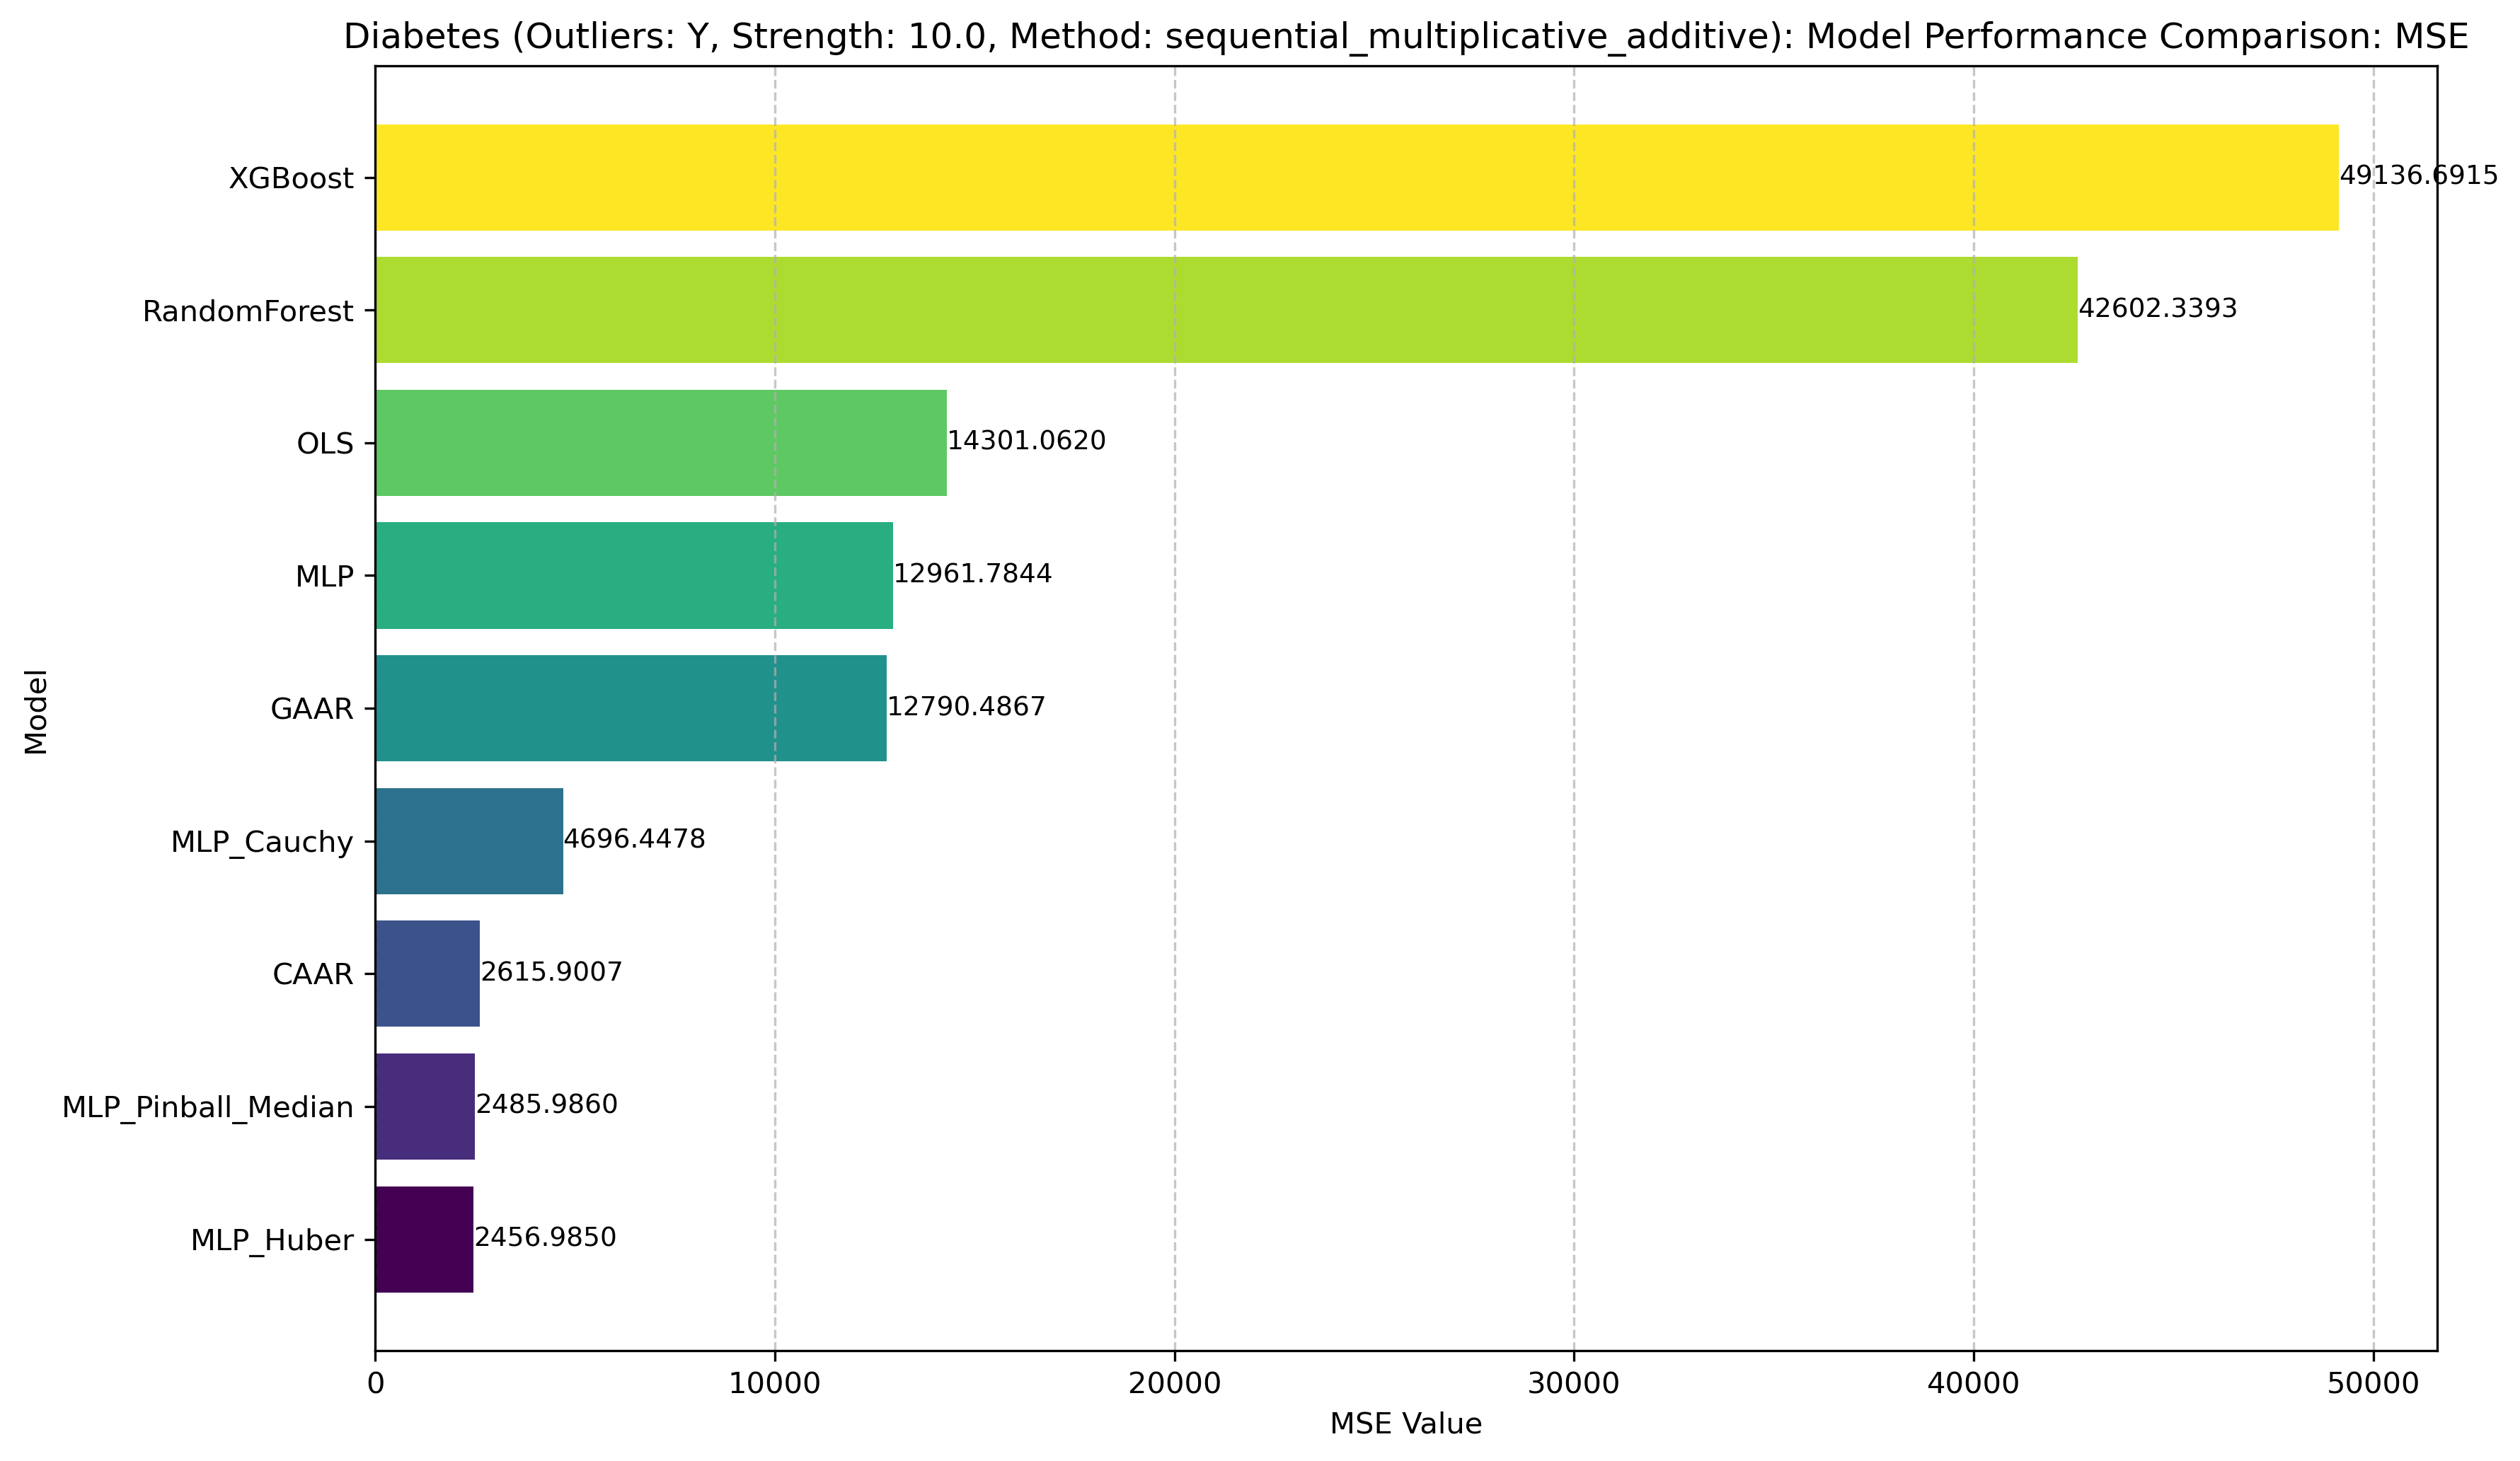 Diabetes (Outliers: Y, Strength: 10.0, Method: sequential_multiplicative_additive): Model Performance Comparison: MSE
Model
XGBoost 49136.6915
RandomForest 42602.3393
OLS 14301.0620
MLP 12961.7844
GAAR 12790.4867
MLP_Cauchy 4696.4478
CAAR 2615.9007
MLP_Pinball_Median 2485.9860
MLP_Huber 2456.9850
0 10000 20000 30000 40000 50000
MSE Value